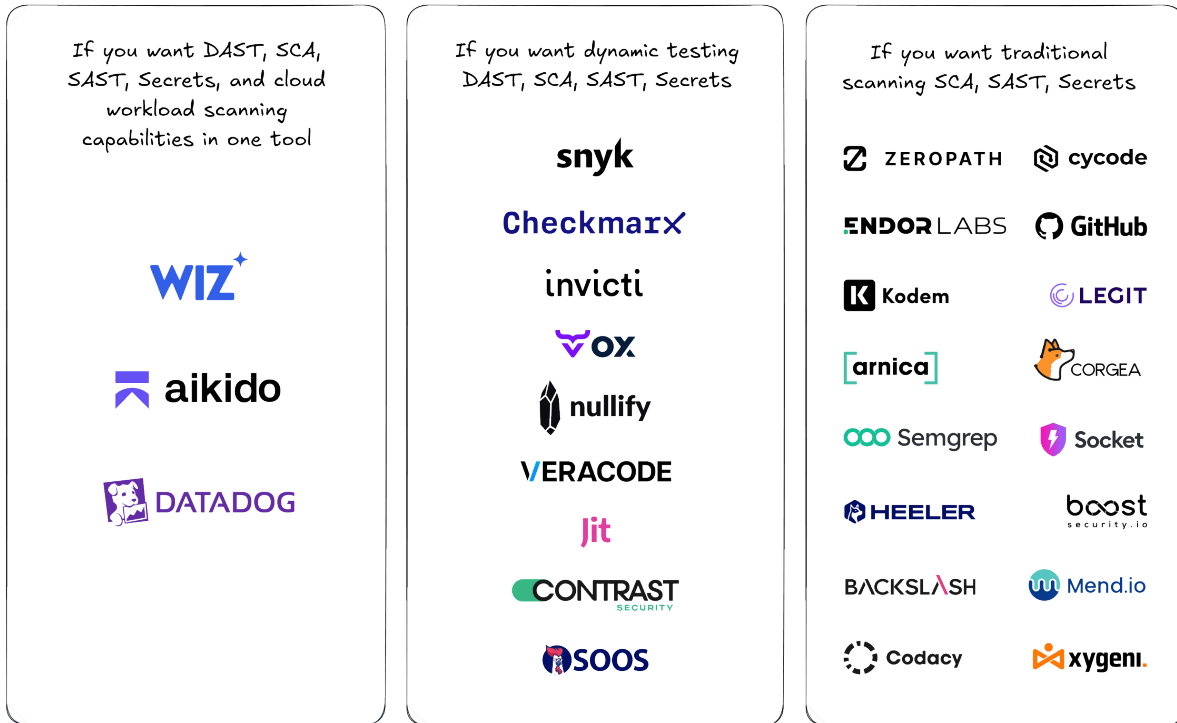 If you want DAST, SCA,
SAST, Secrets, and cloud
workload scanning
capabilities in one tool
WIZ
aikido
DATADOG
If you want dynamic testing
DAST, SCA, SAST, Secrets
snyk
Checkmarx
invicti
OX
nullify
VERACODE
Jit
CONTRAST
SECURITY
SOOS
If you want traditional
scanning SCA, SAST, Secrets
ZEROPATH
cycode
ENDOR LABS
GitHub
Kodem
LEGIT
arnica
CORGEA
Semgrep
Socket
HEELER
boost
security.io
BACKSLASH
Mend.io
Codacy
xygeni.